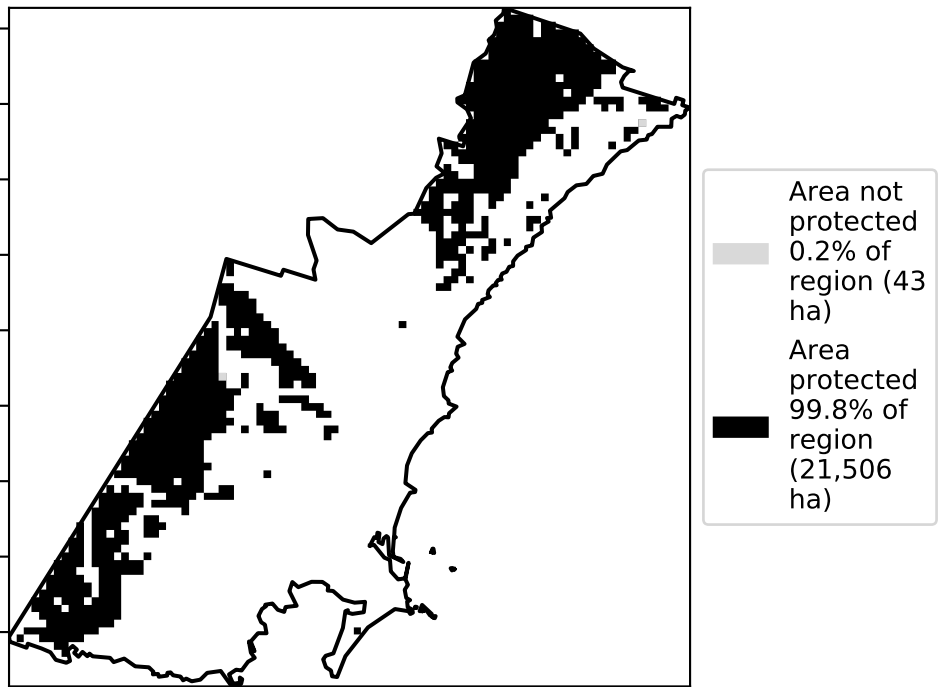 Area not
protected
0.2% of
region (43
ha)
Area
protected
99.8% of
region
(21,506
ha)